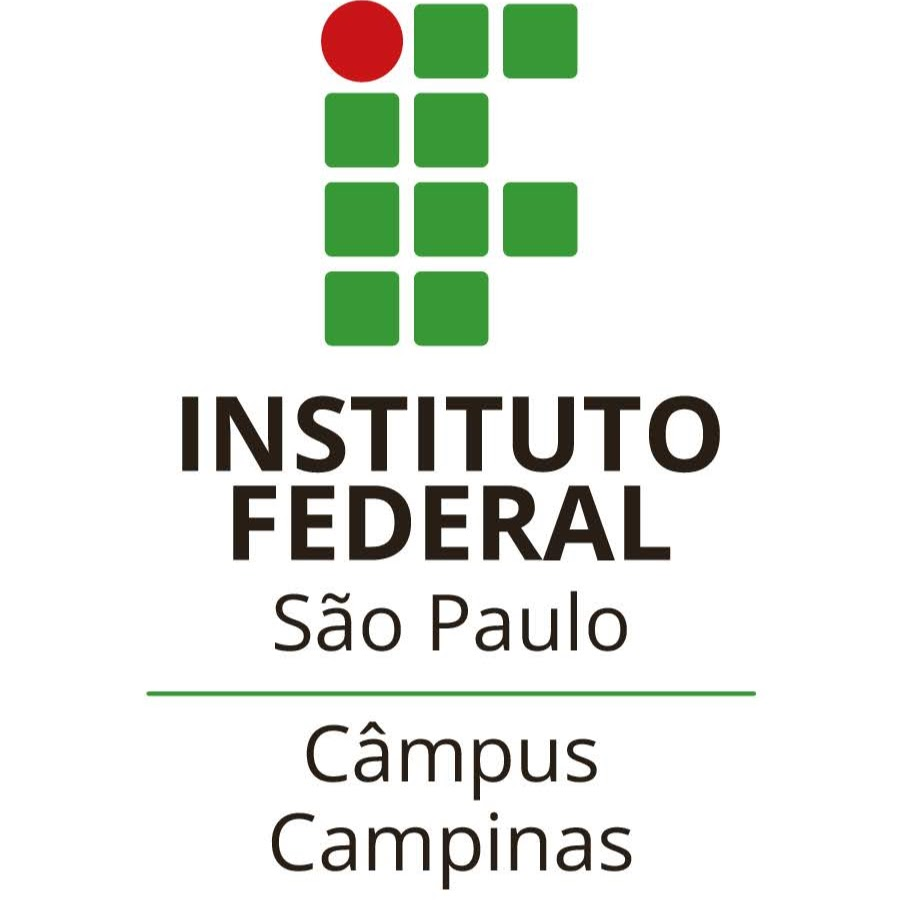 INSTITUTO
FEDERAL
São Paulo
Câmpus
Campinas